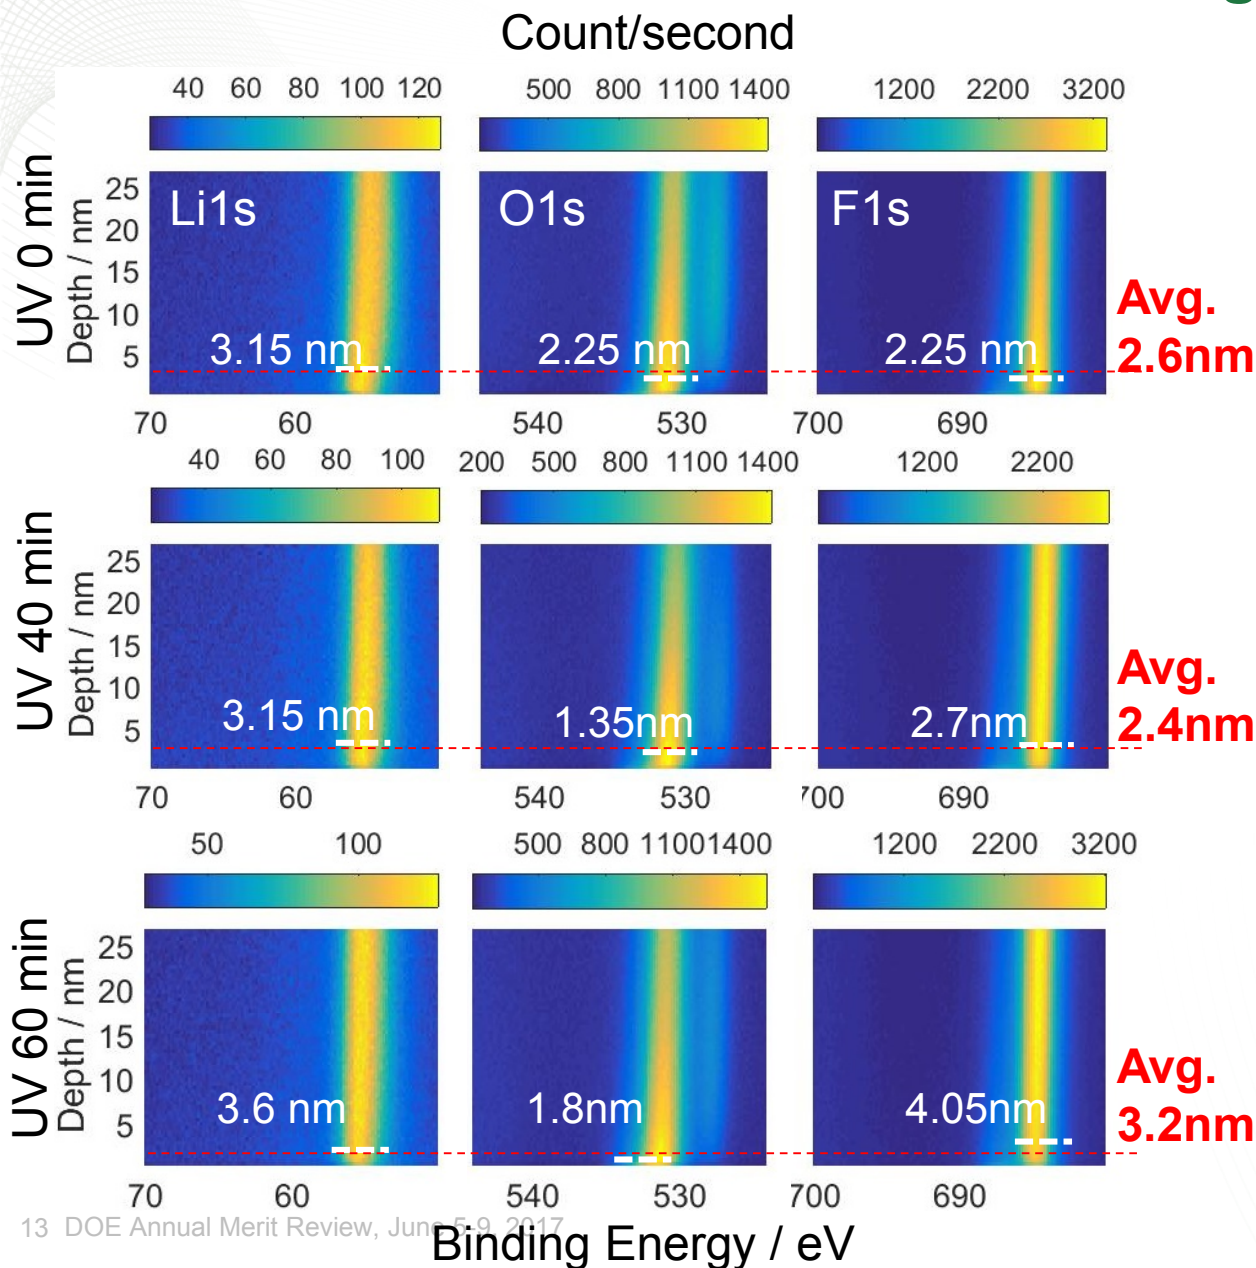 Count/second
40 60 80 100 120
500 800 1100 1400
1200 2200 3200
UV 0 min
Depth / nm
25
20
15
10
5
Li1s
O1s
F1s
3.15 nm
2.25 nm
2.25 nm
Avg.
2.6nm
70 60
540 530
700 690
40 60 80 100
200 500 800 1100 1400
1200 2200
UV 40 min
Depth / nm
25
20
15
10
5
3.15 nm
1.35nm
2.7nm
Avg.
2.4nm
70 60
540 530
700 690
50 100
500 800 1100 1400
1200 2200 3200
UV 60 min
Depth / nm
25
20
15
10
5
3.6 nm
1.8nm
4.05nm
Avg.
3.2nm
70 60
540 530
700 690
13 DOE Annual Merit Review, June 5-9, 2017
Binding Energy / eV